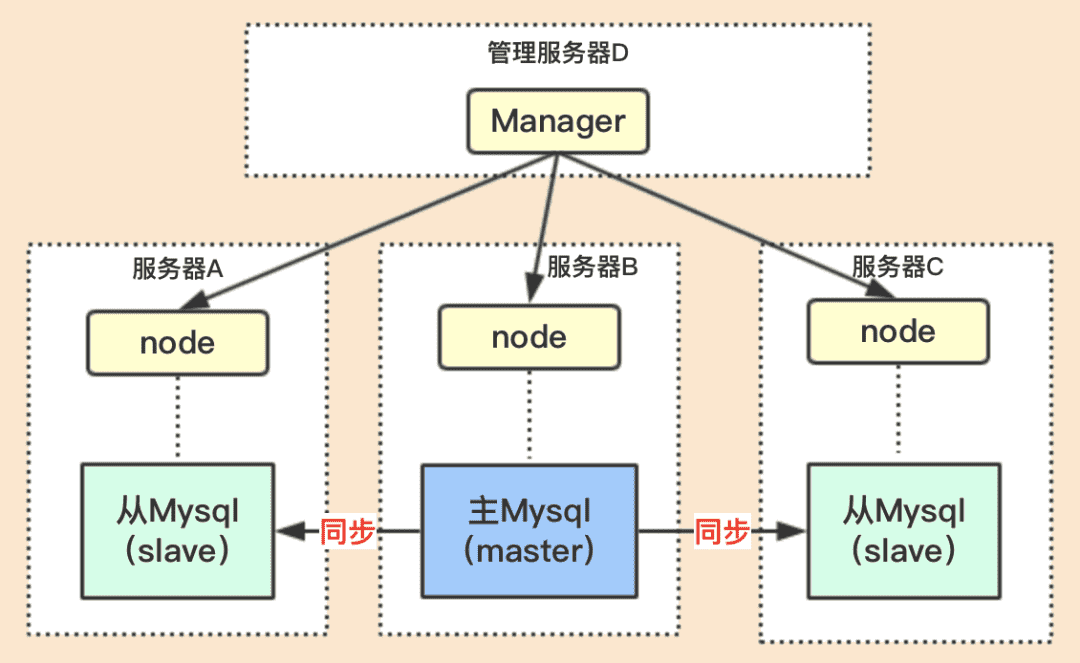 管理服务器D
Manager
服务器A
服务器B
服务器C
node
node
node
从Mysql
（slave）
同步
主Mysql
（master）
同步
从Mysql
（slave）